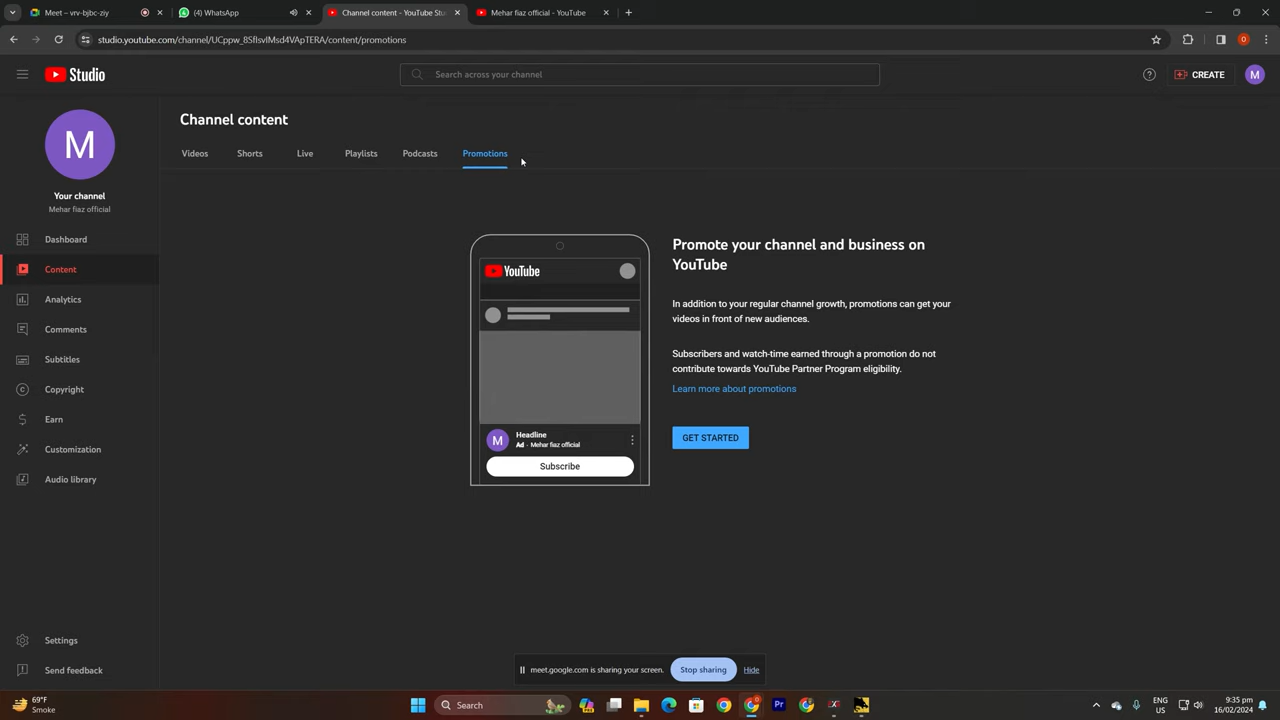 Meet – vrv-bjbc-ziy
(4) WhatsApp
Channel content - YouTube Stu
Mehar fiaz official - YouTube
studio.youtube.com/channel/UCppw_8SfIsvIMsd4VApTERA/content/promotions
O
Studio
Search across your channel
CREATE
M
M
Your channel
Mehar fiaz official
Dashboard
Content
Analytics
Comments
Subtitles
Copyright
Earn
Customization
Audio library
Settings
Send feedback
Channel content
Videos
Shorts
Live
Playlists
Podcasts
Promotions
YouTube
M
Headline
Ad · Mehar fiaz official
Subscribe
Promote your channel and business on
YouTube
In addition to your regular channel growth, promotions can get your
videos in front of new audiences.
Subscribers and watch-time earned through a promotion do not
contribute towards YouTube Partner Program eligibility.
Learn more about promotions
GET STARTED
meet.google.com is sharing your screen.
Stop sharing
Hide
69°F
Smoke
Search
Pr
ENG
US
9:35 pm
16/02/2024